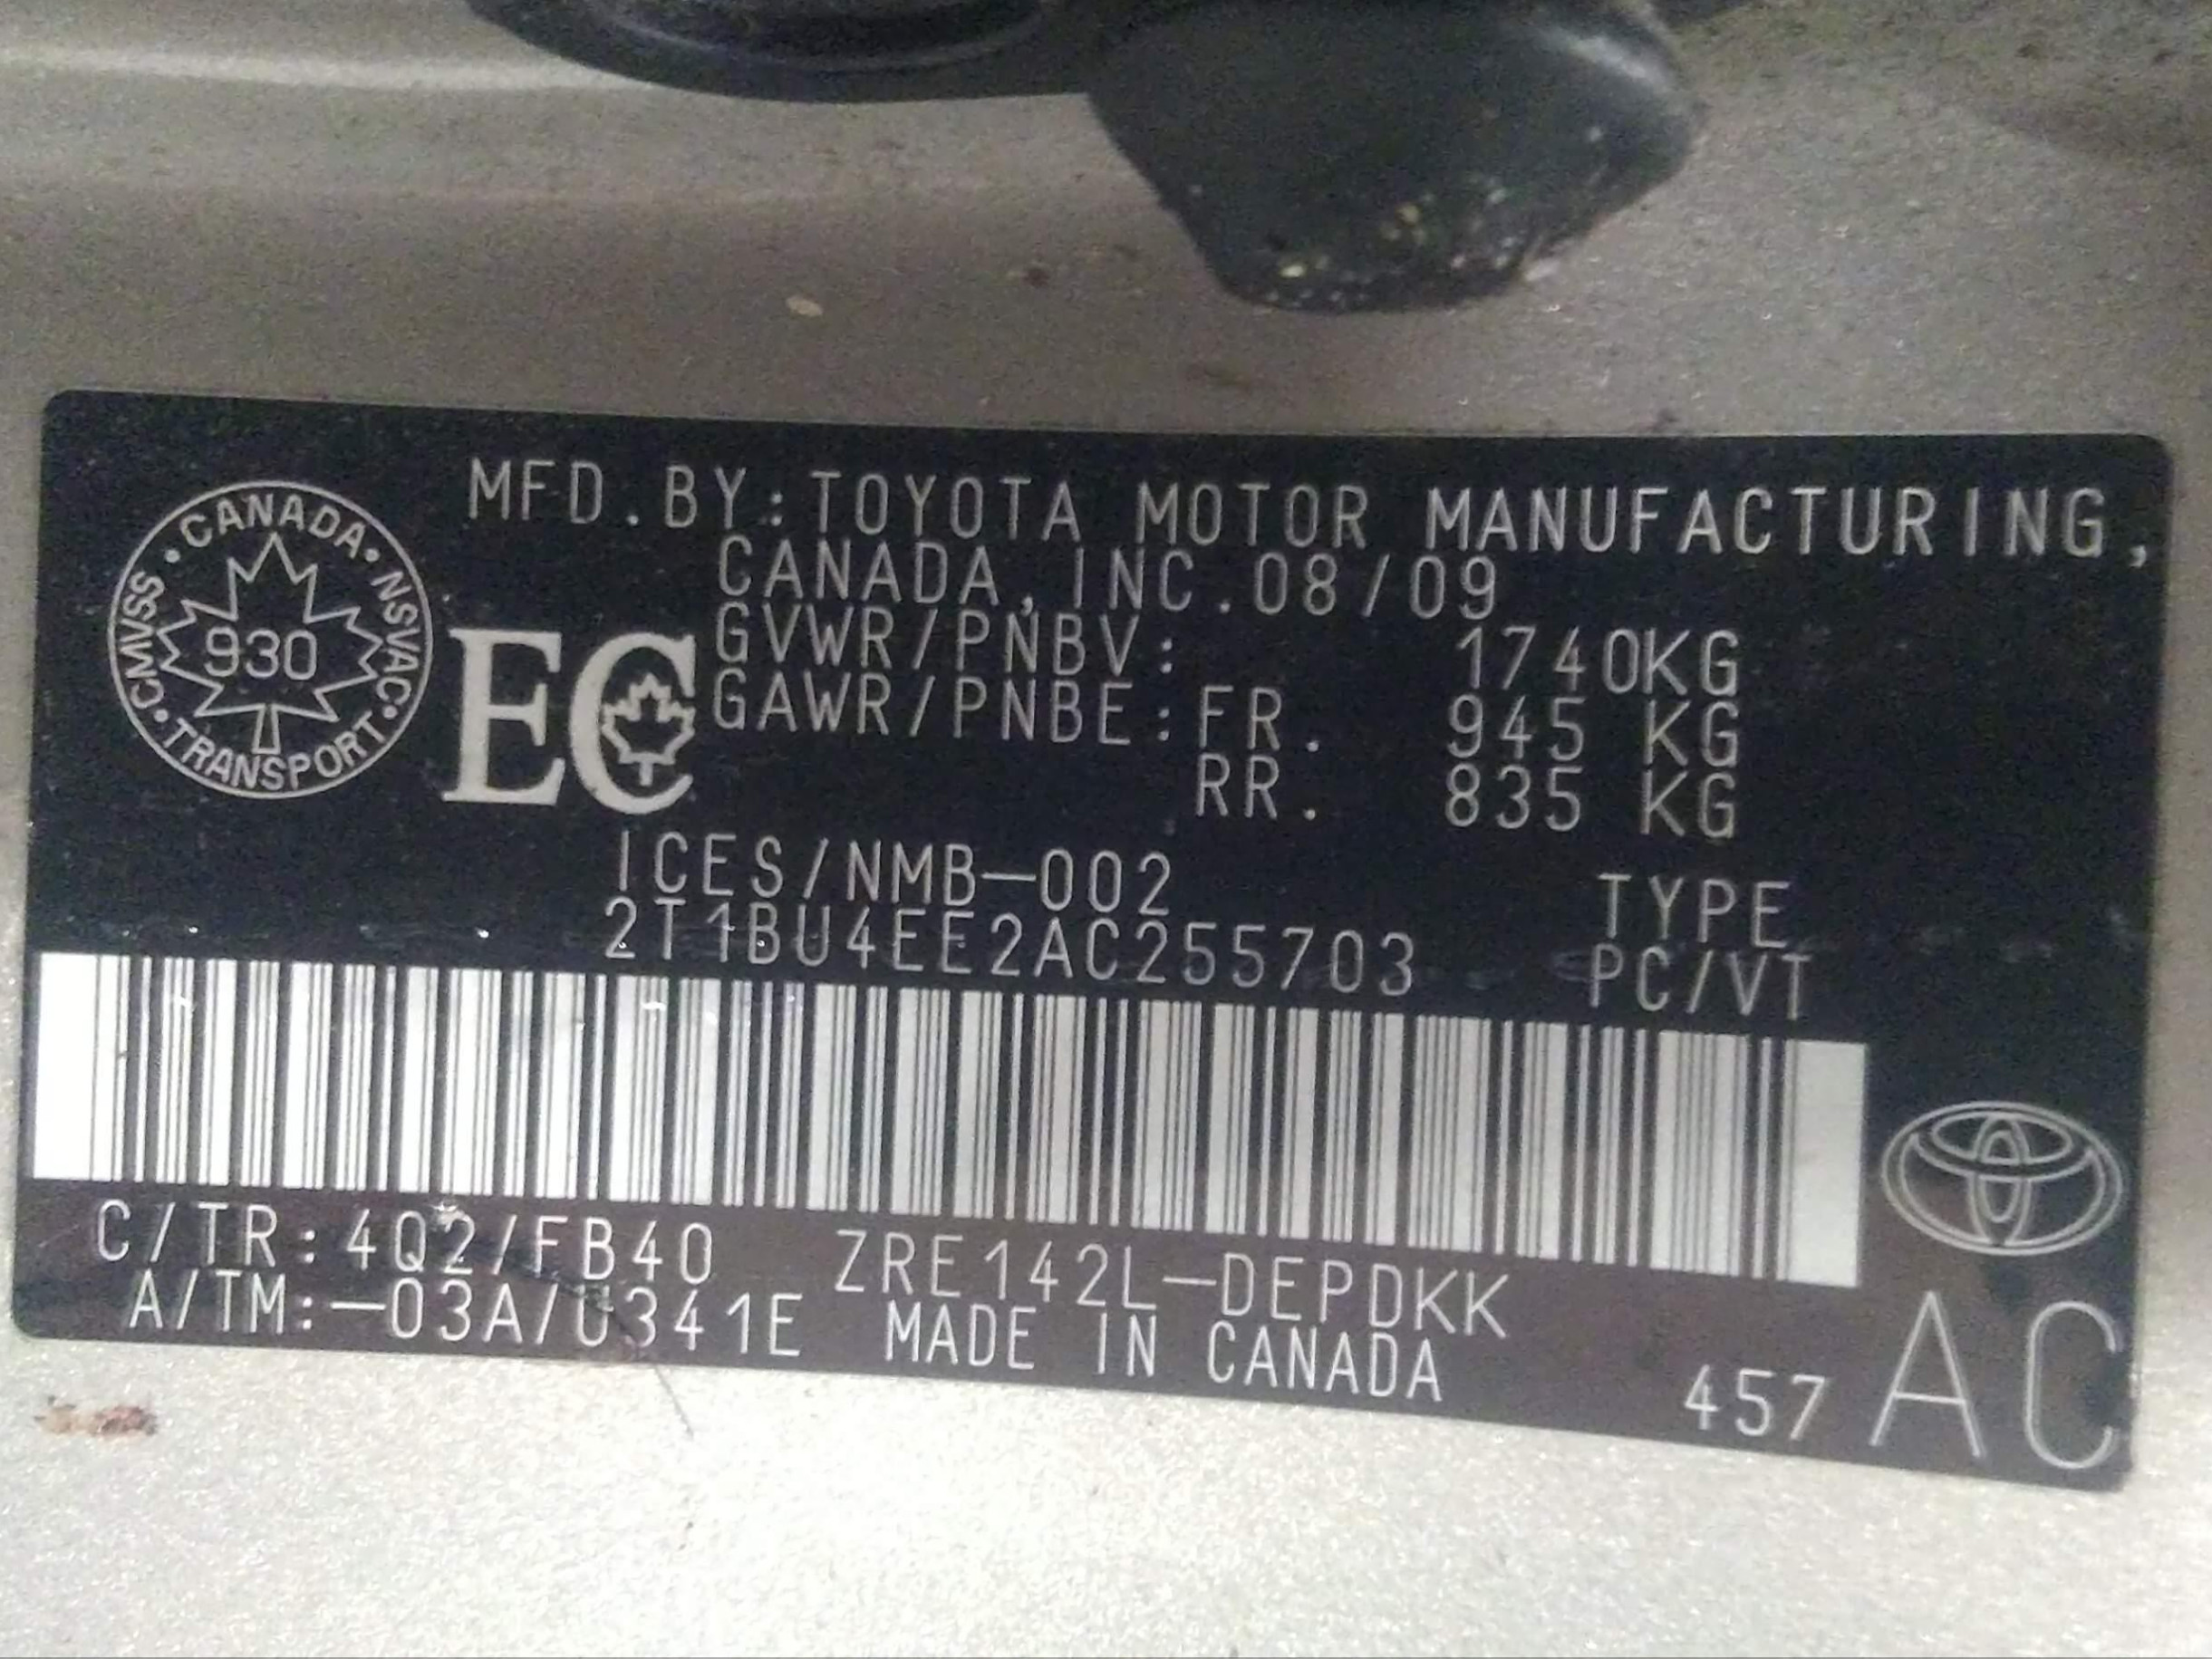 MFD.BY:TOYOTA MOTOR MANUFACTURING,
CANADA, INC.08/09
GVWR/PNBV: 1740KG
GAWR/PNBE:FR. 945 KG
RR. 835 KG
CANADA • NSVAC • TRANSPORT • CMVSS •
930
EC
ICES/NMB-002
TYPE
2T1BU4EE2AC255703
PC/VT
C/TR:4Q2/FB40 ZRE142L-DEPDKK
A/TM:-03A/U341E MADE IN CANADA
457 AC